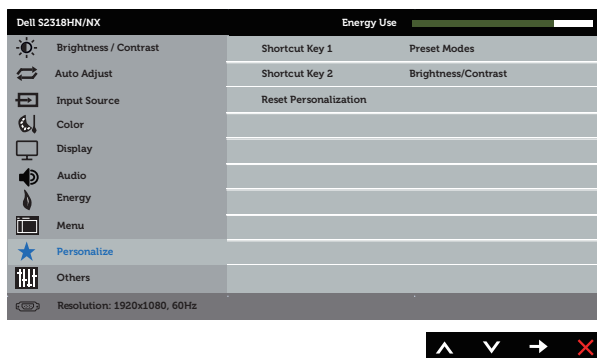 Dell S2318HN/NX Energy Use
Brightness / Contrast Shortcut Key 1 Preset Modes
Auto Adjust Shortcut Key 2 Brightness/Contrast
Input Source Reset Personalization
Color
Display
Audio
Energy
Menu
Personalize
Others
Resolution: 1920x1080, 60Hz